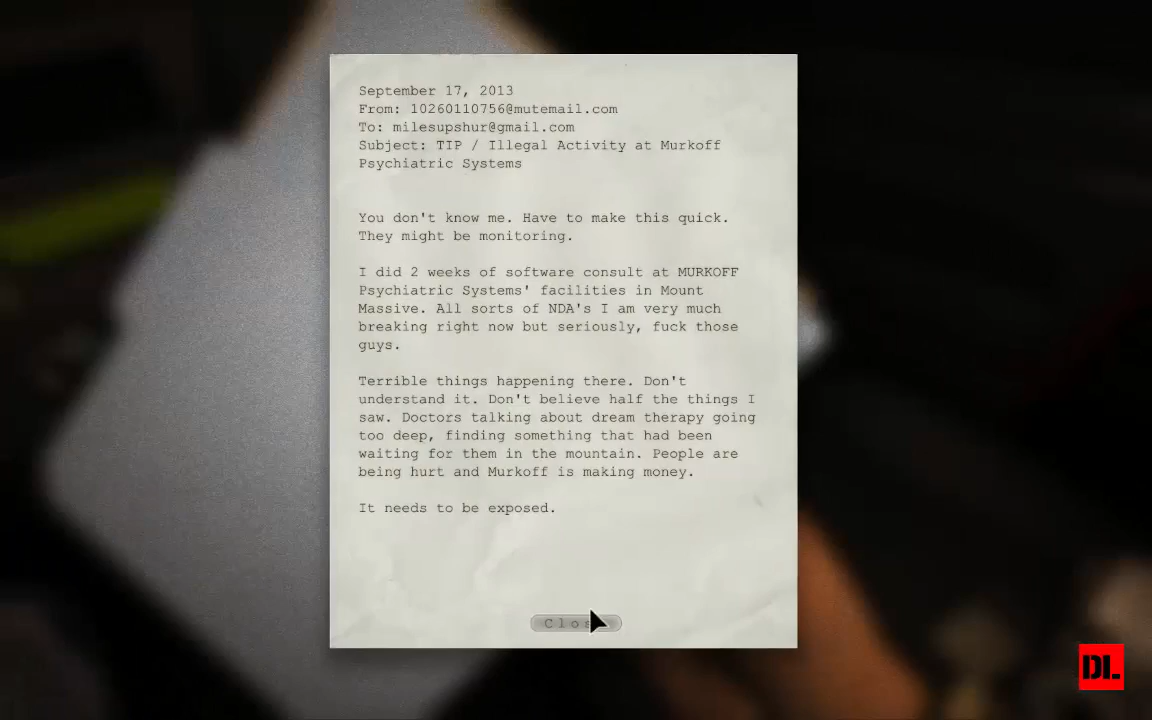 September 17, 2013
From: 10260110756@mutemail.com
To: milesupshur@gmail.com
Subject: TIP / Illegal Activity at Murkoff
Psychiatric Systems
You don't know me. Have to make this quick.
They might be monitoring.
I did 2 weeks of software consult at MURKOFF
Psychiatric Systems' facilities in Mount
Massive. All sorts of NDA's I am very much
breaking right now but seriously, fuck those
guys.
Terrible things happening there. Don't
understand it. Don't believe half the things I
saw. Doctors talking about dream therapy going
too deep, finding something that had been
waiting for them in the mountain. People are
being hurt and Murkoff is making money.
It needs to be exposed.
DI.